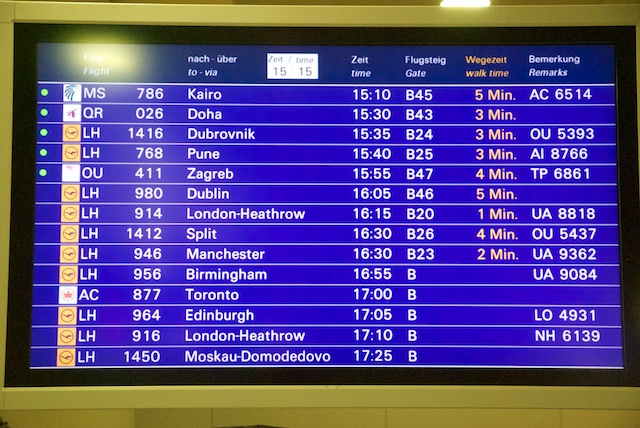 Flug nach - über Zeit / time Zeit Flugsteig Wegezeit Bemerkung
Flight to - via 15 15 time Gate walk time Remarks
MS 786 Kairo 15:10 B45 5 Min. AC 6514
QR 026 Doha 15:30 B43 3 Min.
LH 1416 Dubrovnik 15:35 B24 3 Min. OU 5393
LH 768 Pune 15:40 B25 3 Min. AI 8766
OU 411 Zagreb 15:55 B47 4 Min. TP 6861
LH 980 Dublin 16:05 B46 5 Min.
LH 914 London-Heathrow 16:15 B20 1 Min. UA 8818
LH 1412 Split 16:30 B26 4 Min. OU 5437
LH 946 Manchester 16:30 B23 2 Min. UA 9362
LH 956 Birmingham 16:55 B UA 9084
AC 877 Toronto 17:00 B
LH 964 Edinburgh 17:05 B LO 4931
LH 916 London-Heathrow 17:10 B NH 6139
LH 1450 Moskau-Domodedovo 17:25 B